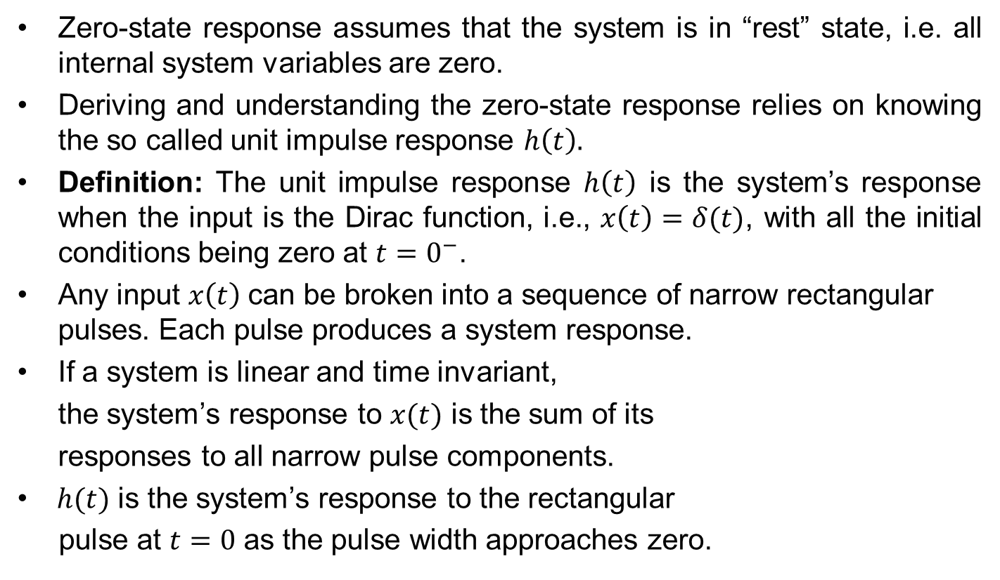 • Zero-state response assumes that the system is in “rest” state, i.e. all
internal system variables are zero.
• Deriving and understanding the zero-state response relies on knowing
the so called unit impulse response ℎ(𝑡).
• Definition: The unit impulse response ℎ(𝑡) is the system’s response
when the input is the Dirac function, i.e., 𝑥(𝑡) = 𝛿(𝑡), with all the initial
conditions being zero at 𝑡 = 0⁻.
• Any input 𝑥(𝑡) can be broken into a sequence of narrow rectangular
pulses. Each pulse produces a system response.
• If a system is linear and time invariant,
the system’s response to 𝑥(𝑡) is the sum of its
responses to all narrow pulse components.
• ℎ(𝑡) is the system’s response to the rectangular
pulse at 𝑡 = 0 as the pulse width approaches zero.